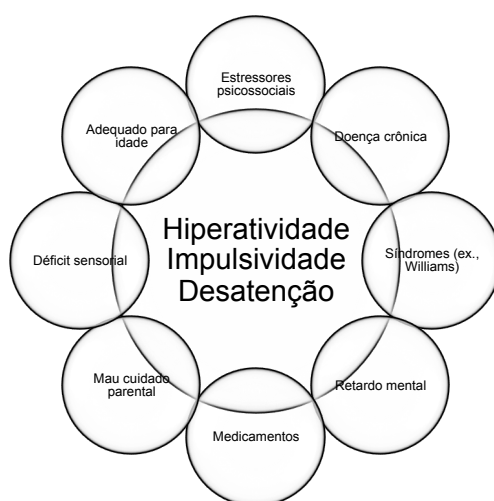 Estressores
psicossociais
Adequado para
idade
Doença crônica
Hiperatividade
Impulsividade
Desatenção
Déficit sensorial
Síndromes (ex.,
Williams)
Mau cuidado
parental
Retardo mental
Medicamentos